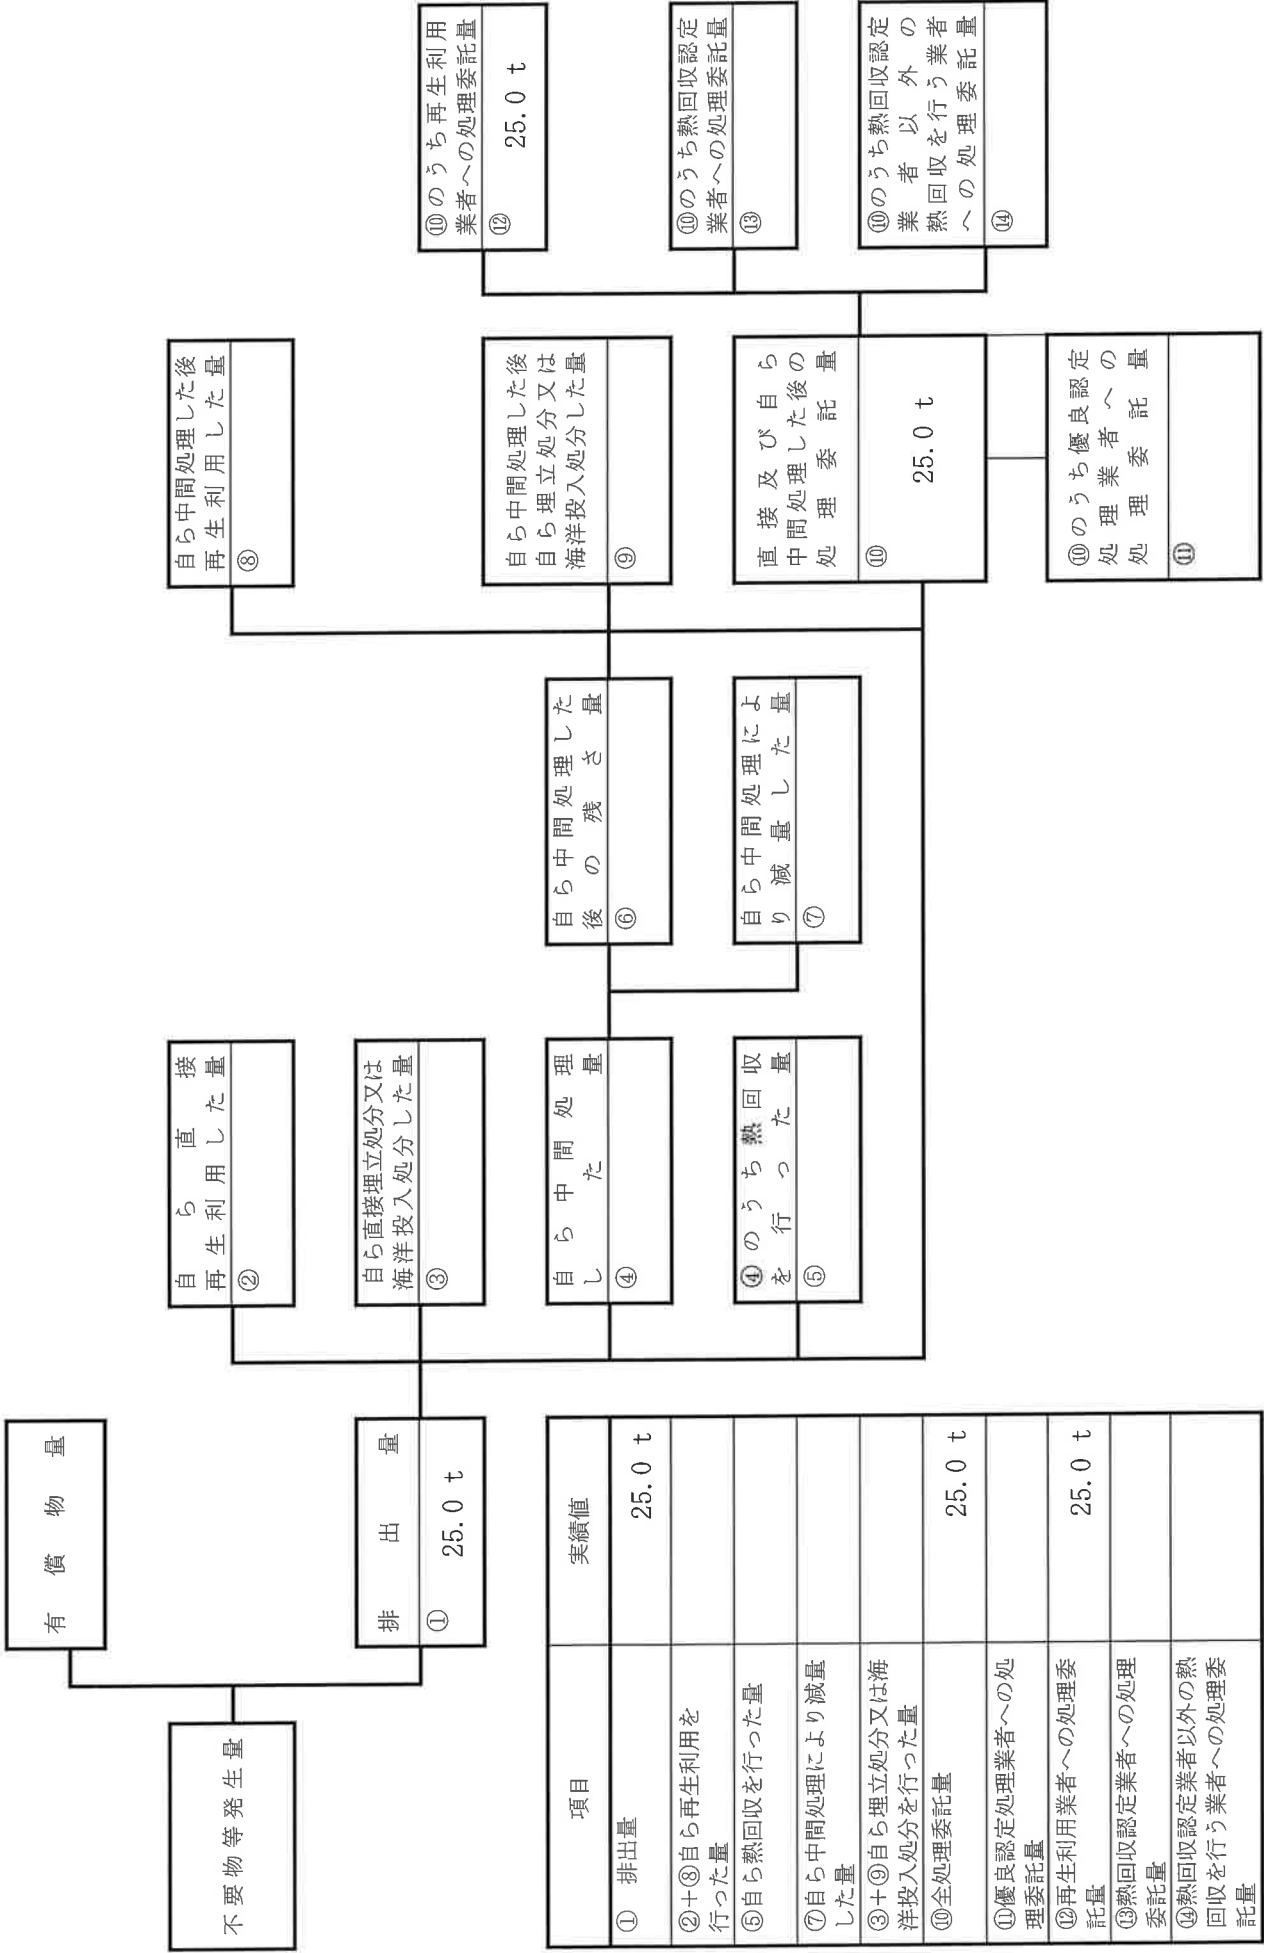 有償物量
不要物等発生量
排出量
①
25.0 t
自ら直接
再生利用した量
②
自ら直接埋立処分又は
海洋投入処分した量
③
自ら中間処理
した量
④
④のうち熱回収
を行った量
⑤
自ら中間処理した
後の残さ量
⑥
自ら中間処理によ
り減量した量
⑦
自ら中間処理した後
再生利用した量
⑧
自ら中間処理した後
自ら埋立処分又は
海洋投入処分した量
⑨
直接及び自ら
中間処理した後の
処理委託量
⑩
25.0 t
⑩のうち優良認定
処理業者への
処理委託量
⑪
⑩のうち再生利用
業者への処理委託量
⑫
25.0 t
⑩のうち熱回収認定
業者への処理委託量
⑬
⑩のうち熱回収認定
業者以外の
熱回収を行う業者
への処理委託量
⑭
項目 実績値
① 排出量 25.0 t
②+⑧自ら再生利用を
行った量
⑤自ら熱回収を行った量
⑦自ら中間処理により減量
した量
③+⑨自ら埋立処分又は海
洋投入処分を行った量
⑩全処理委託量 25.0 t
⑪優良認定処理業者への処
理委託量
⑫再生利用業者への処理委 25.0 t
託量
⑬熱回収認定業者への処理
委託量
⑭熱回収認定業者以外の熱
回収を行う業者への処理委
託量